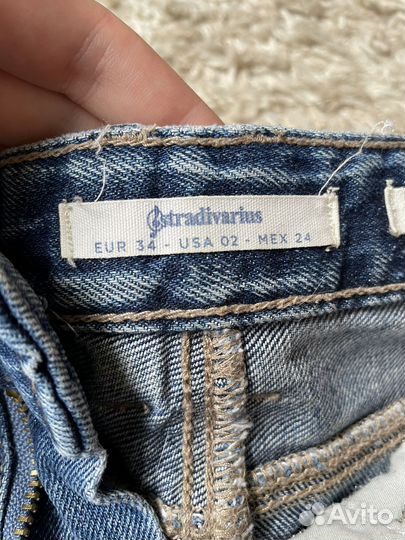 stradivarius
EUR 34 - USA 02 - MEX 24
Avito